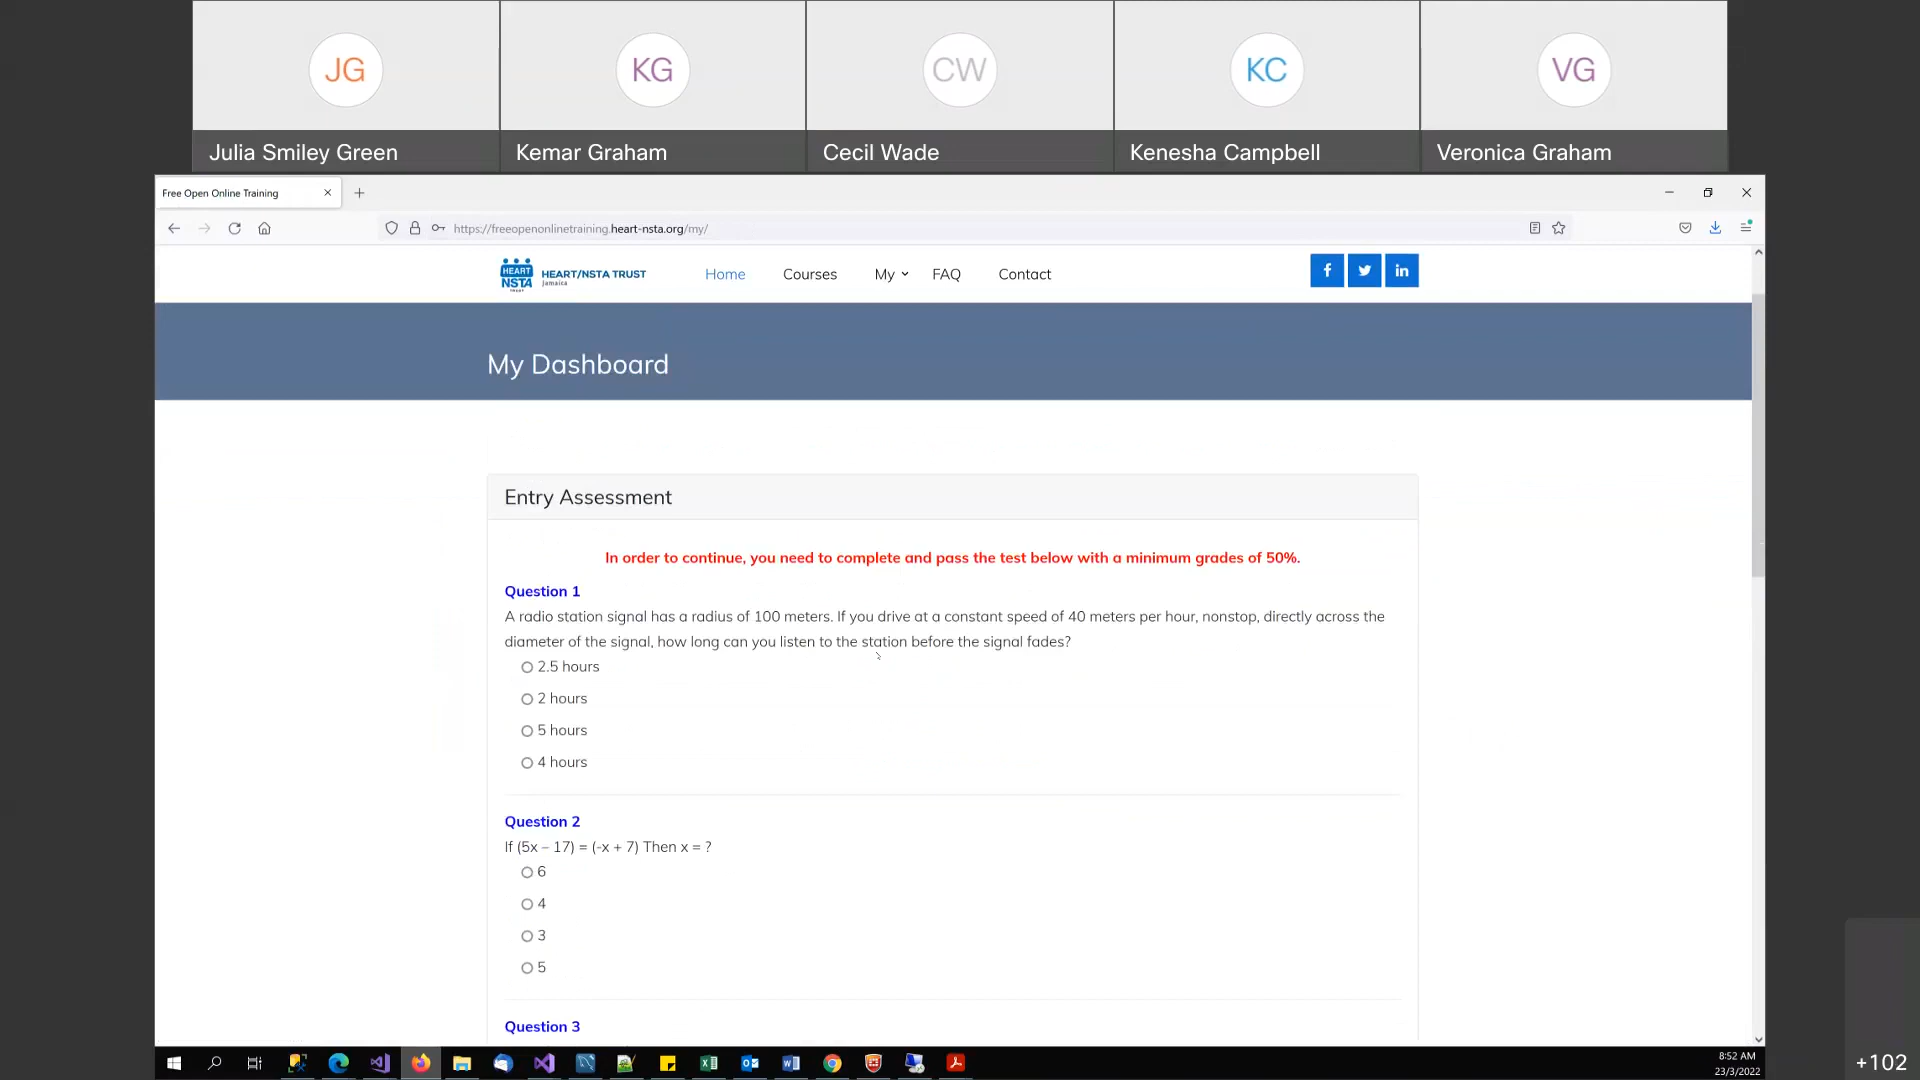 JG
KG
CW
KC
VG
Julia Smiley Green
Kemar Graham
Cecil Wade
Kenesha Campbell
Veronica Graham
Free Open Online Training
https://freeopenonlinetraining.heart-nsta.org/my/
HEART
NSTA
TRUST
HEART/NSTA TRUST
Jamaica
Home
Courses
My
FAQ
Contact
My Dashboard
Entry Assessment
In order to continue, you need to complete and pass the test below with a minimum grades of 50%.
Question 1
A radio station signal has a radius of 100 meters. If you drive at a constant speed of 40 meters per hour, nonstop, directly across the
diameter of the signal, how long can you listen to the station before the signal fades?
2.5 hours
2 hours
5 hours
4 hours
Question 2
If (5x – 17) = (-x + 7) Then x = ?
6
4
3
5
Question 3
8:52 AM
23/3/2022
+102